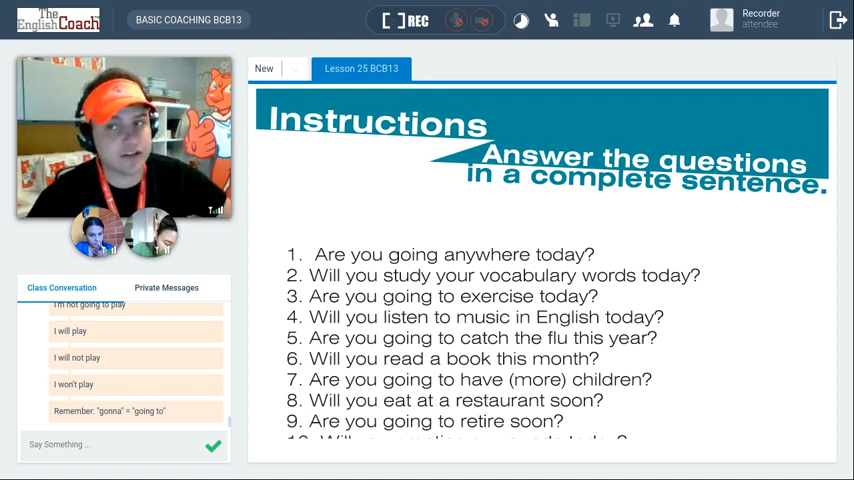 The
English Coach
BASIC COACHING BCB13
[ ] REC
Recorder
attendee
New
Lesson 25 BCB13
Instructions
Answer the questions
in a complete sentence.
1. Are you going anywhere today?
2. Will you study your vocabulary words today?
3. Are you going to exercise today?
4. Will you listen to music in English today?
5. Are you going to catch the flu this year?
6. Will you read a book this month?
7. Are you going to have (more) children?
8. Will you eat at a restaurant soon?
9. Are you going to retire soon?
Class Conversation
Private Messages
I'm not going to play
I will play
I will not play
I won't play
Remember: "gonna" = "going to"
Say Something ...